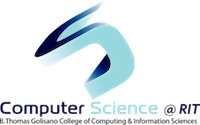 Computer Science @ RIT
B. Thomas Golisano College of Computing & Information Sciences